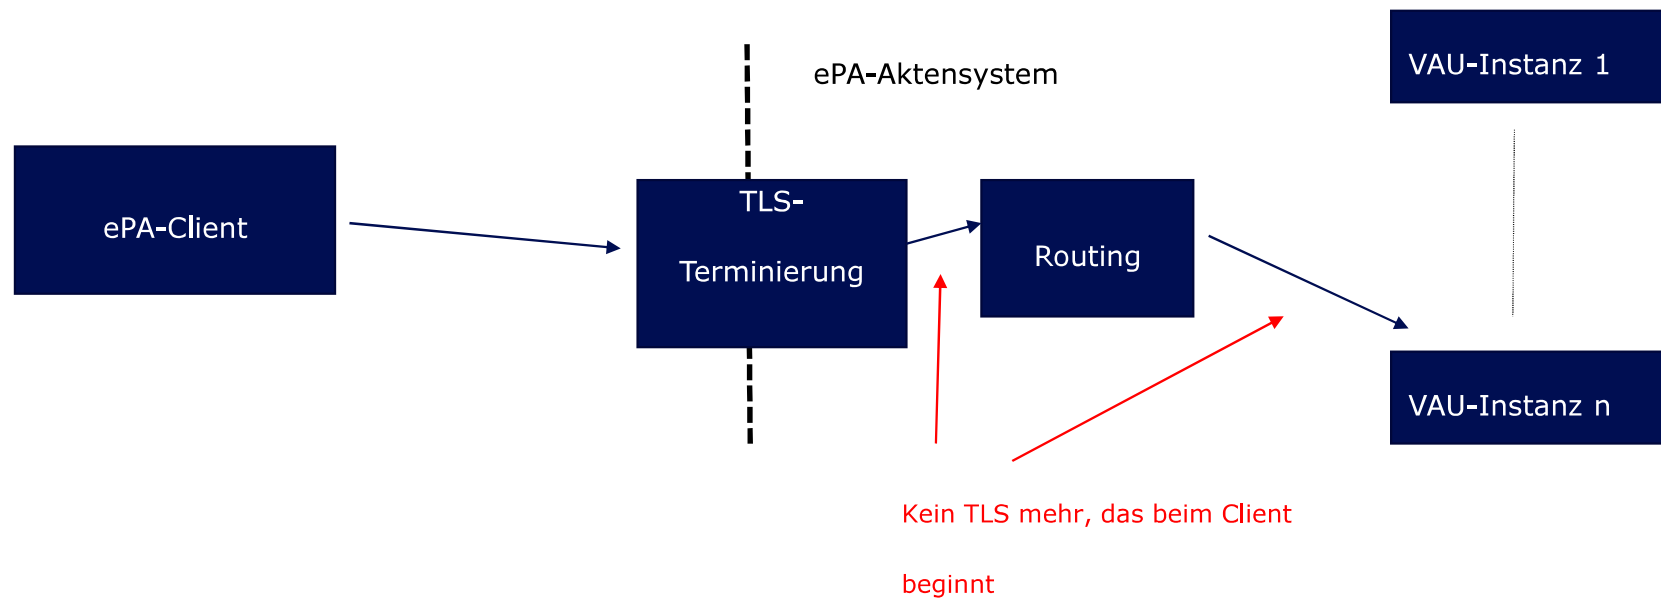 ePA-Aktensystem
VAU-Instanz 1
ePA-Client
TLS-
Terminierung
Routing
VAU-Instanz n
Kein TLS mehr, das beim Client
beginnt